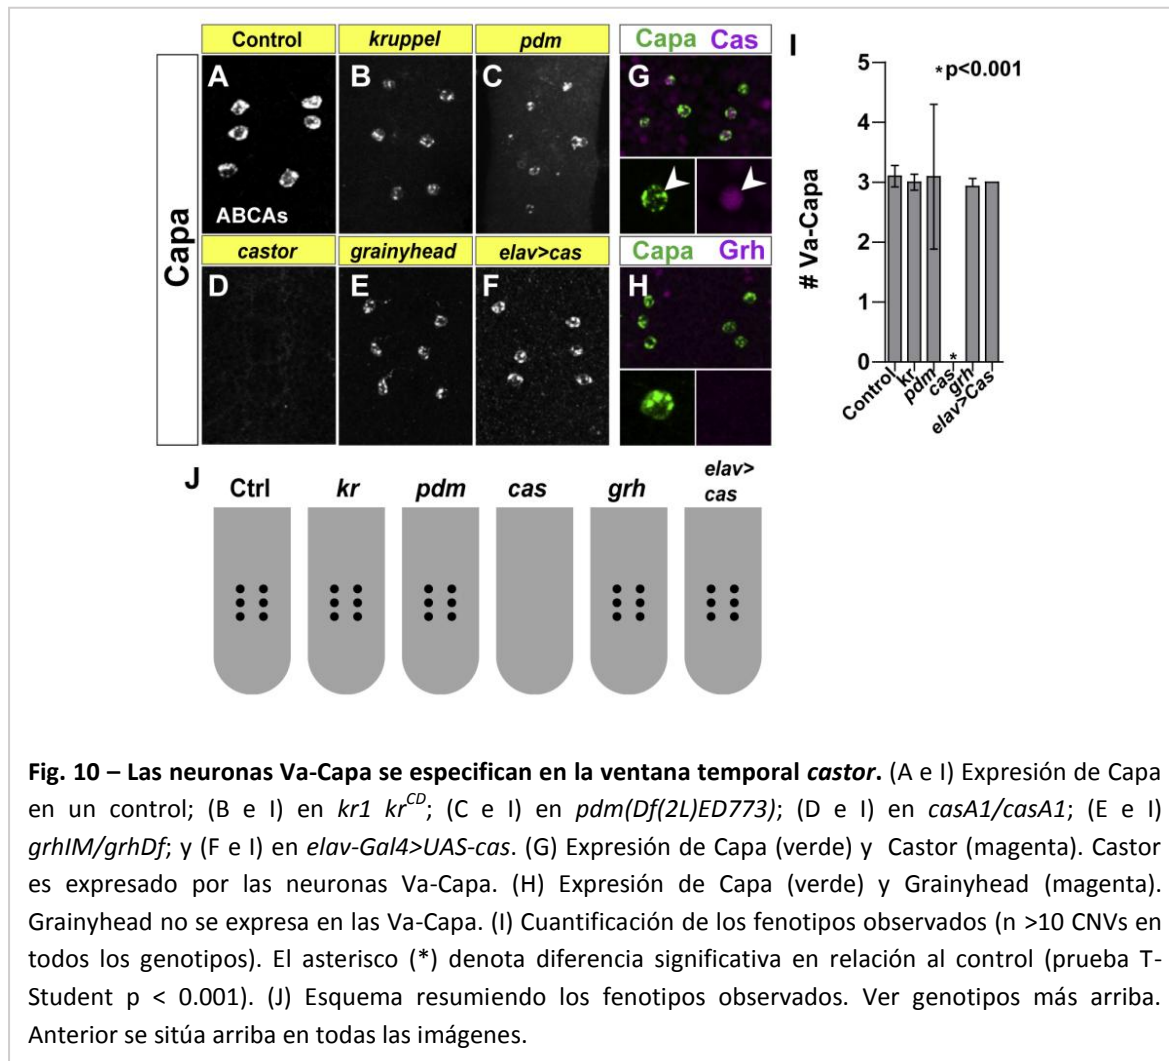 Control kruppel pdm
Capa Cas
I
Capa
A
B
C
G
ABCAs
castor grainyhead elav>cas
Capa Grh
D
E
F
H
# Va-Capa
5
4
3
2
1
0
*p<0.001
*
Control
kr
pdm
cas
grh
elav>Cas
J
Ctrl kr pdm cas grh elav>
cas
Fig. 10 – Las neuronas Va-Capa se especifican en la ventana temporal castor. (A e I) Expresión de Capa
en un control; (B e I) en kr1 krCD; (C e I) en pdm(Df(2L)ED773); (D e I) en casA1/casA1; (E e I)
grhIM/grhDf; y (F e I) en elav-Gal4>UAS-cas. (G) Expresión de Capa (verde) y Castor (magenta). Castor
es expresado por las neuronas Va-Capa. (H) Expresión de Capa (verde) y Grainyhead (magenta).
Grainyhead no se expresa en las Va-Capa. (I) Cuantificación de los fenotipos observados (n >10 CNVs en
todos los genotipos). El asterisco (*) denota diferencia significativa en relación al control (prueba T-
Student p < 0.001). (J) Esquema resumiendo los fenotipos observados. Ver genotipos más arriba.
Anterior se sitúa arriba en todas las imágenes.